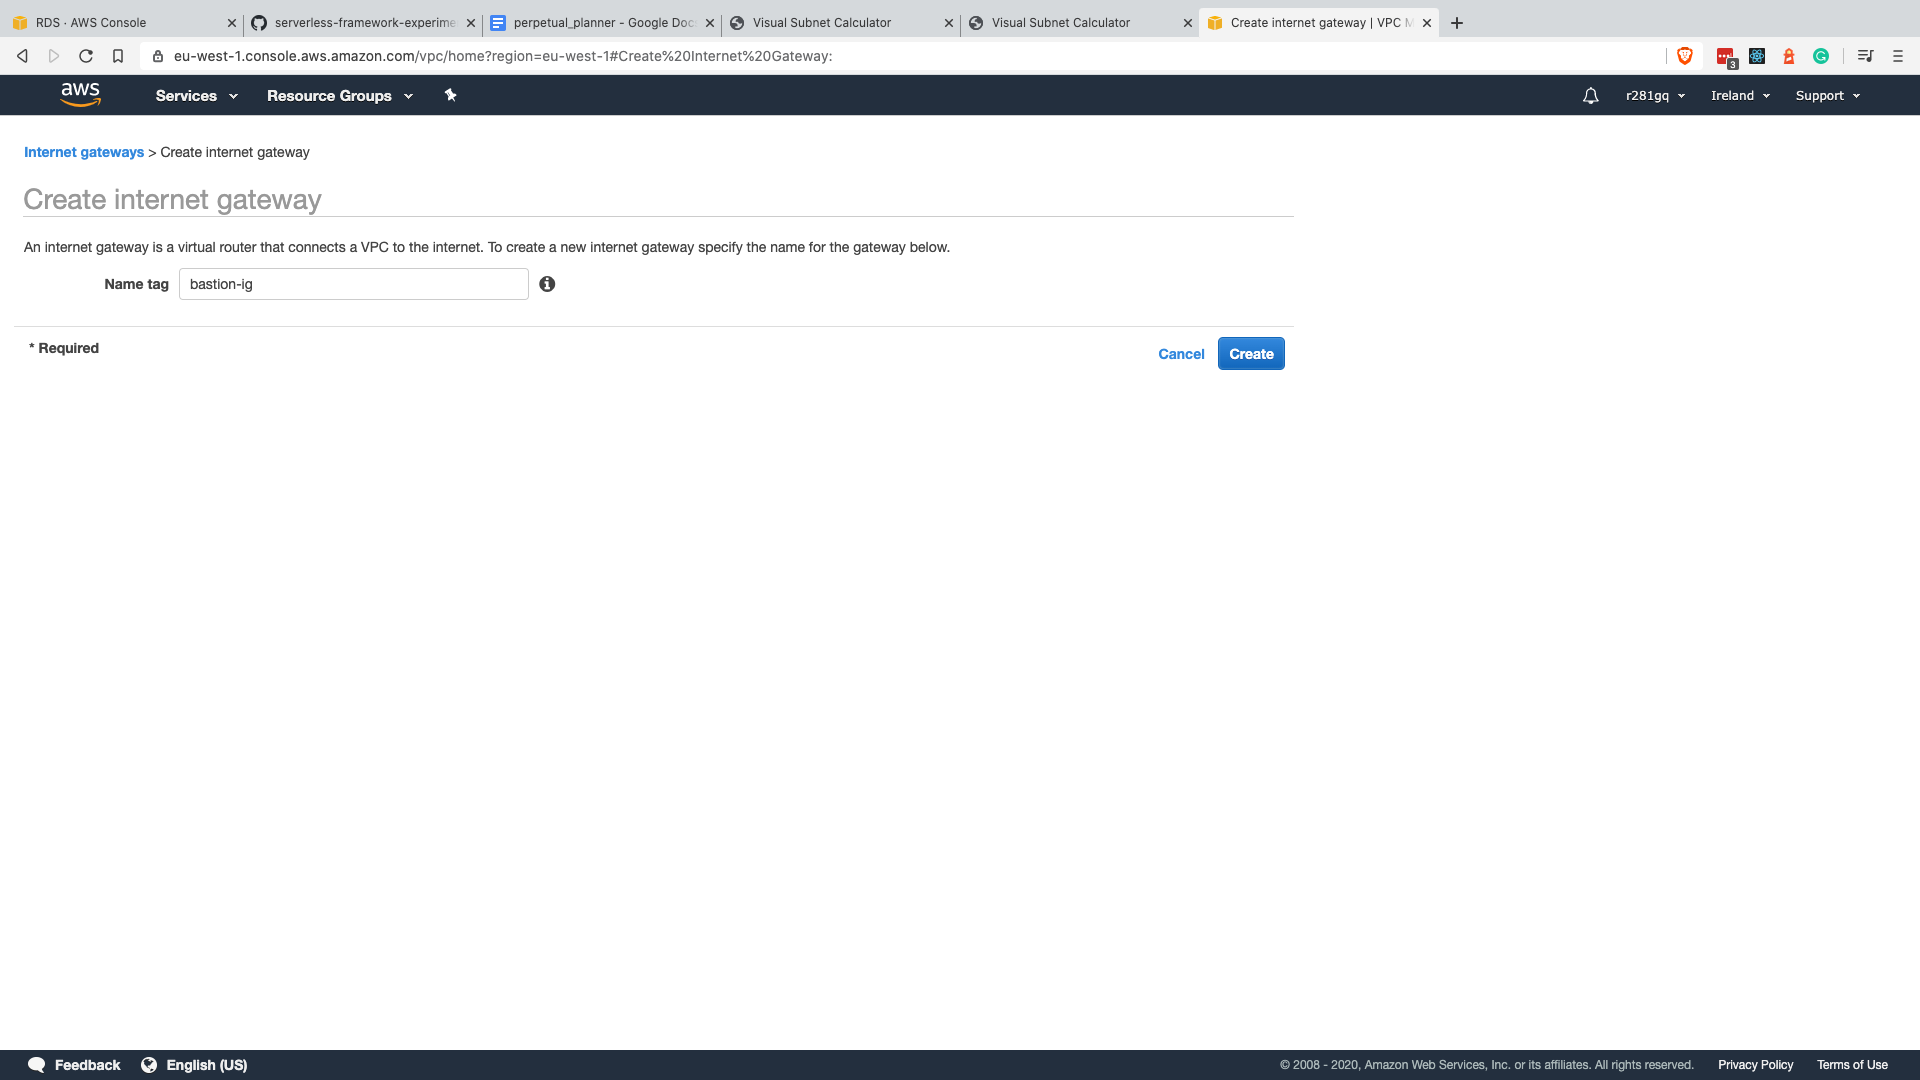 RDS · AWS Console
serverless-framework-experime
perpetual_planner - Google Doc
Visual Subnet Calculator
Visual Subnet Calculator
Create internet gateway | VPC M
eu-west-1.console.aws.amazon.com/vpc/home?region=eu-west-1#Create%20Internet%20Gateway:
3
aws
Services
Resource Groups
r281gq
Ireland
Support
Internet gateways > Create internet gateway
Create internet gateway
An internet gateway is a virtual router that connects a VPC to the internet. To create a new internet gateway specify the name for the gateway below.
Name tag
bastion-ig
* Required
Cancel
Create
Feedback
English (US)
© 2008 - 2020, Amazon Web Services, Inc. or its affiliates. All rights reserved.
Privacy Policy
Terms of Use